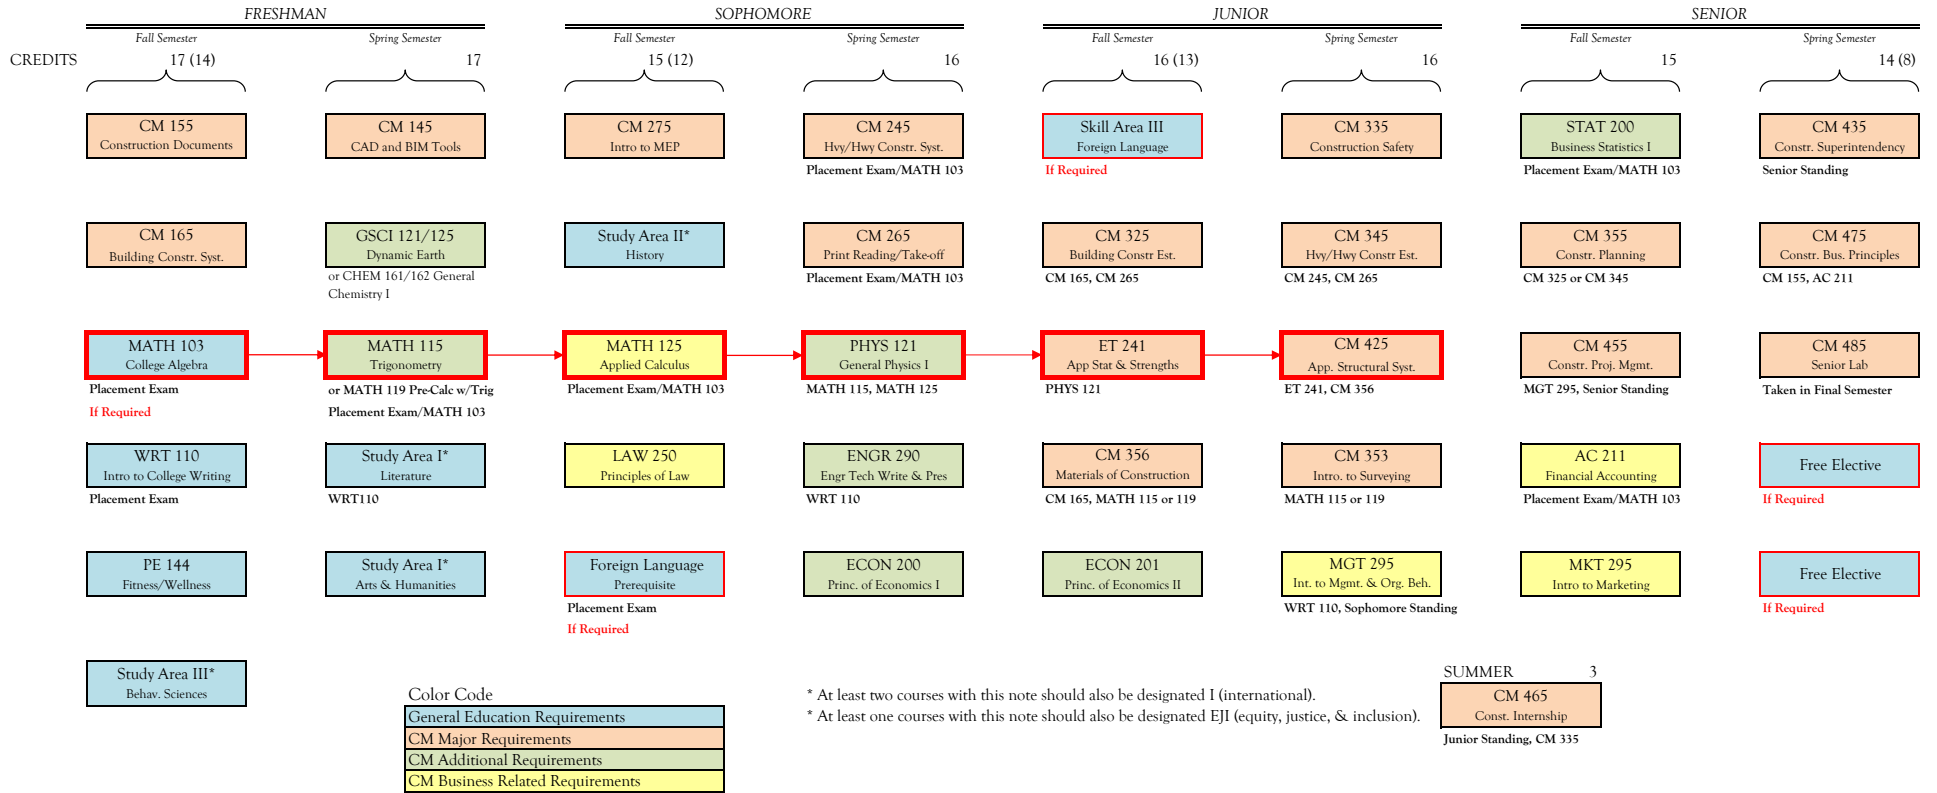 FRESHMAN
SOPHOMORE
JUNIOR
SENIOR
Fall Semester
Spring Semester
Fall Semester
Spring Semester
Fall Semester
Spring Semester
Fall Semester
Spring Semester
CREDITS
17 (14)
17
15 (12)
16
16 (13)
16
15
14 (8)
CM 155
Construction Documents
CM 145
CAD and BIM Tools
CM 275
Intro to MEP
CM 245
Hvy/Hwy Constr. Syst.
Placement Exam/MATH 103
Skill Area III
Foreign Language
If Required
CM 335
Construction Safety
STAT 200
Business Statistics I
Placement Exam/MATH 103
CM 435
Constr. Superintendency
Senior Standing
CM 165
Building Constr. Syst.
GSCI 121/125
Dynamic Earth
or CHEM 161/162 General
Chemistry I
Study Area II*
History
CM 265
Print Reading/Take-off
Placement Exam/MATH 103
CM 325
Building Constr Est.
CM 165, CM 265
CM 345
Hvy/Hwy Constr Est.
CM 245, CM 265
CM 355
Constr. Planning
CM 325 or CM 345
CM 475
Constr. Bus. Principles
CM 155, AC 211
MATH 103
College Algebra
Placement Exam
If Required
MATH 115
Trigonometry
or MATH 119 Pre-Calc w/Trig
Placement Exam/MATH 103
MATH 125
Applied Calculus
Placement Exam/MATH 103
PHYS 121
General Physics I
MATH 115, MATH 125
ET 241
App Stat & Strengths
PHYS 121
CM 425
App. Structural Syst.
ET 241, CM 356
CM 455
Constr. Proj. Mgmt.
MGT 295, Senior Standing
CM 485
Senior Lab
Taken in Final Semester
WRT 110
Intro to College Writing
Placement Exam
Study Area I*
Literature
WRT110
LAW 250
Principles of Law
ENGR 290
Engr Tech Write & Pres
WRT 110
CM 356
Materials of Construction
CM 165, MATH 115 or 119
CM 353
Intro. to Surveying
MATH 115 or 119
AC 211
Financial Accounting
Placement Exam/MATH 103
Free Elective
If Required
PE 144
Fitness/Wellness
Study Area I*
Arts & Humanities
Foreign Language
Prerequisite
Placement Exam
If Required
ECON 200
Princ. of Economics I
ECON 201
Princ. of Economics II
MGT 295
Int. to Mgmt. & Org. Beh.
WRT 110, Sophomore Standing
MKT 295
Intro to Marketing
Free Elective
If Required
Study Area III*
Behav. Sciences
Color Code
General Education Requirements
CM Major Requirements
CM Additional Requirements
CM Business Related Requirements
* At least two courses with this note should also be designated I (international).
* At least one courses with this note should also be designated EJI (equity, justice, & inclusion).
SUMMER 3
CM 465
Const. Internship
Junior Standing, CM 335